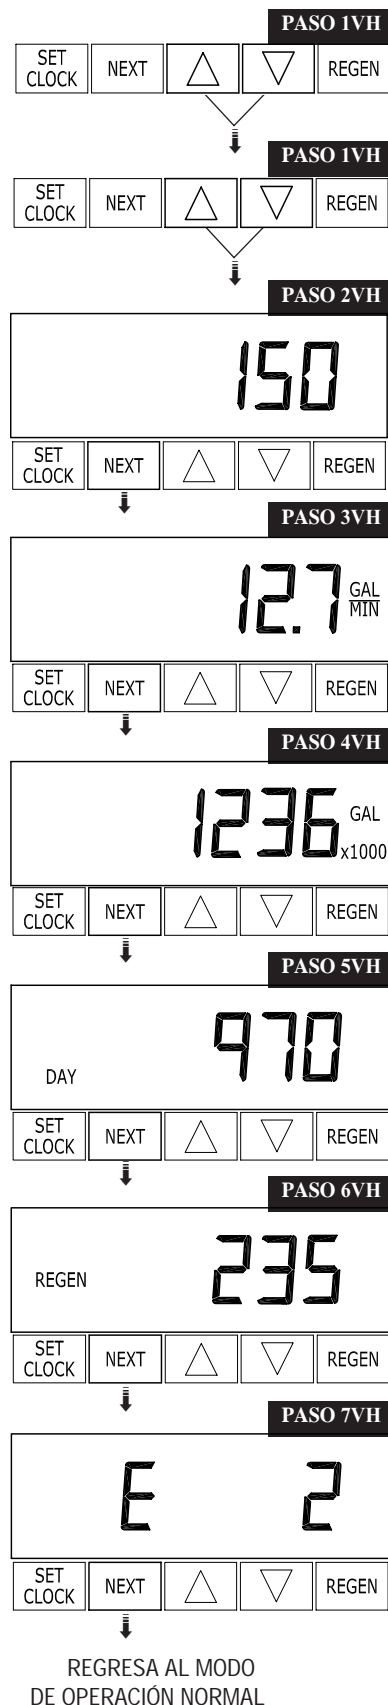 PASO 1VH
SET CLOCK NEXT REGEN
PASO 1VH
SET CLOCK NEXT REGEN
PASO 2VH
150
SET CLOCK NEXT REGEN
PASO 3VH
12.7 GAL MIN
SET CLOCK NEXT REGEN
PASO 4VH
1236 GAL x1000
SET CLOCK NEXT REGEN
PASO 5VH
DAY 970
SET CLOCK NEXT REGEN
PASO 6VH
REGEN 235
SET CLOCK NEXT REGEN
PASO 7VH
E 2
SET CLOCK NEXT REGEN
REGRESA AL MODO
DE OPERACIÓN NORMAL